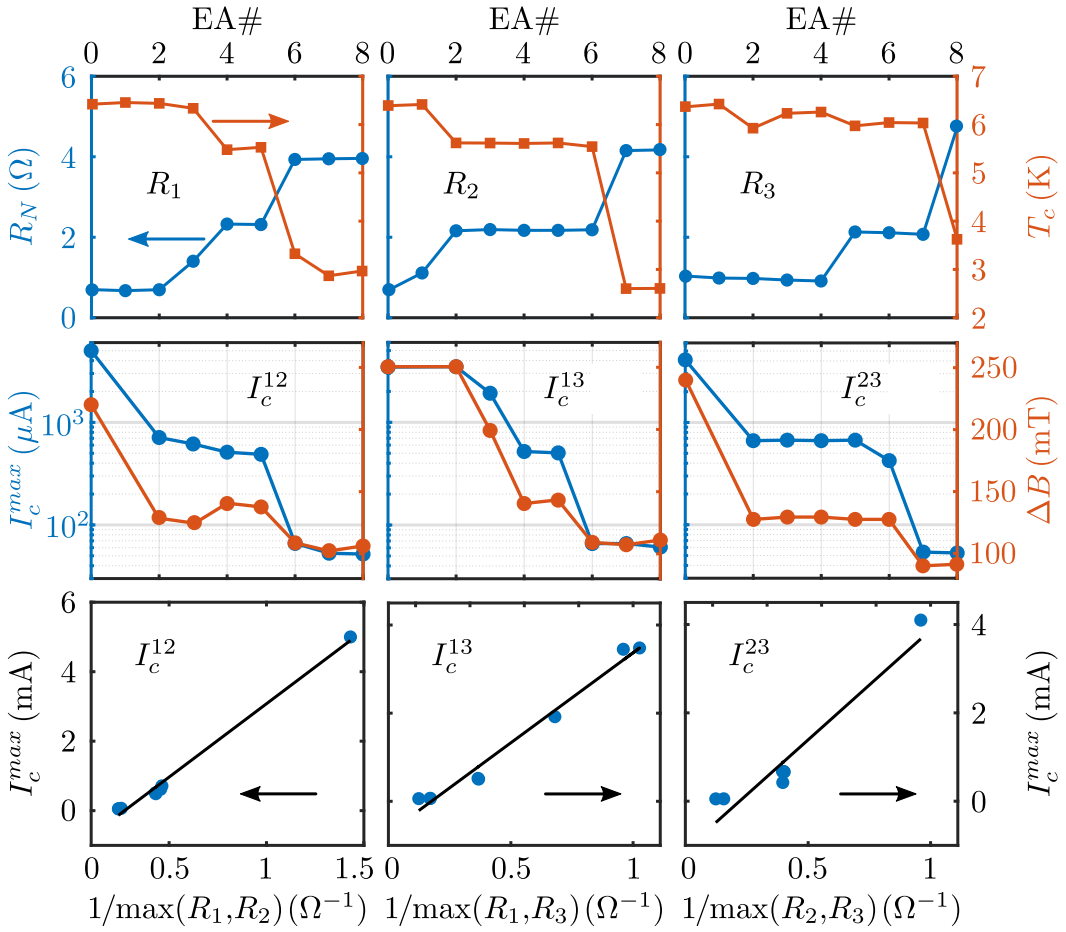 EA# EA# EA#
0 2 4 6 8 0 2 4 6 8 0 2 4 6 8
R_N (Ω)
6
4
2
0
R_1
R_2
R_3
7
6
5
4
3
2
T_c (K)
I_c^{max} (μA)
10^3
10^2
I_c^{12}
I_c^{13}
I_c^{23}
250
200
150
100
ΔB (mT)
I_c^{max} (mA)
6
4
2
0
I_c^{12}
I_c^{13}
I_c^{23}
4
2
0
I_c^{max} (mA)
0 0.5 1 1.5 0 0.5 1 0 0.5 1
1/max(R_1,R_2) (Ω^{-1}) 1/max(R_1,R_3) (Ω^{-1}) 1/max(R_2,R_3) (Ω^{-1})